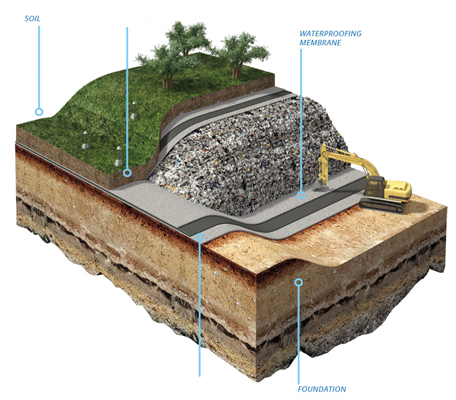 SOIL
WATERPROOFING
MEMBRANE
FOUNDATION